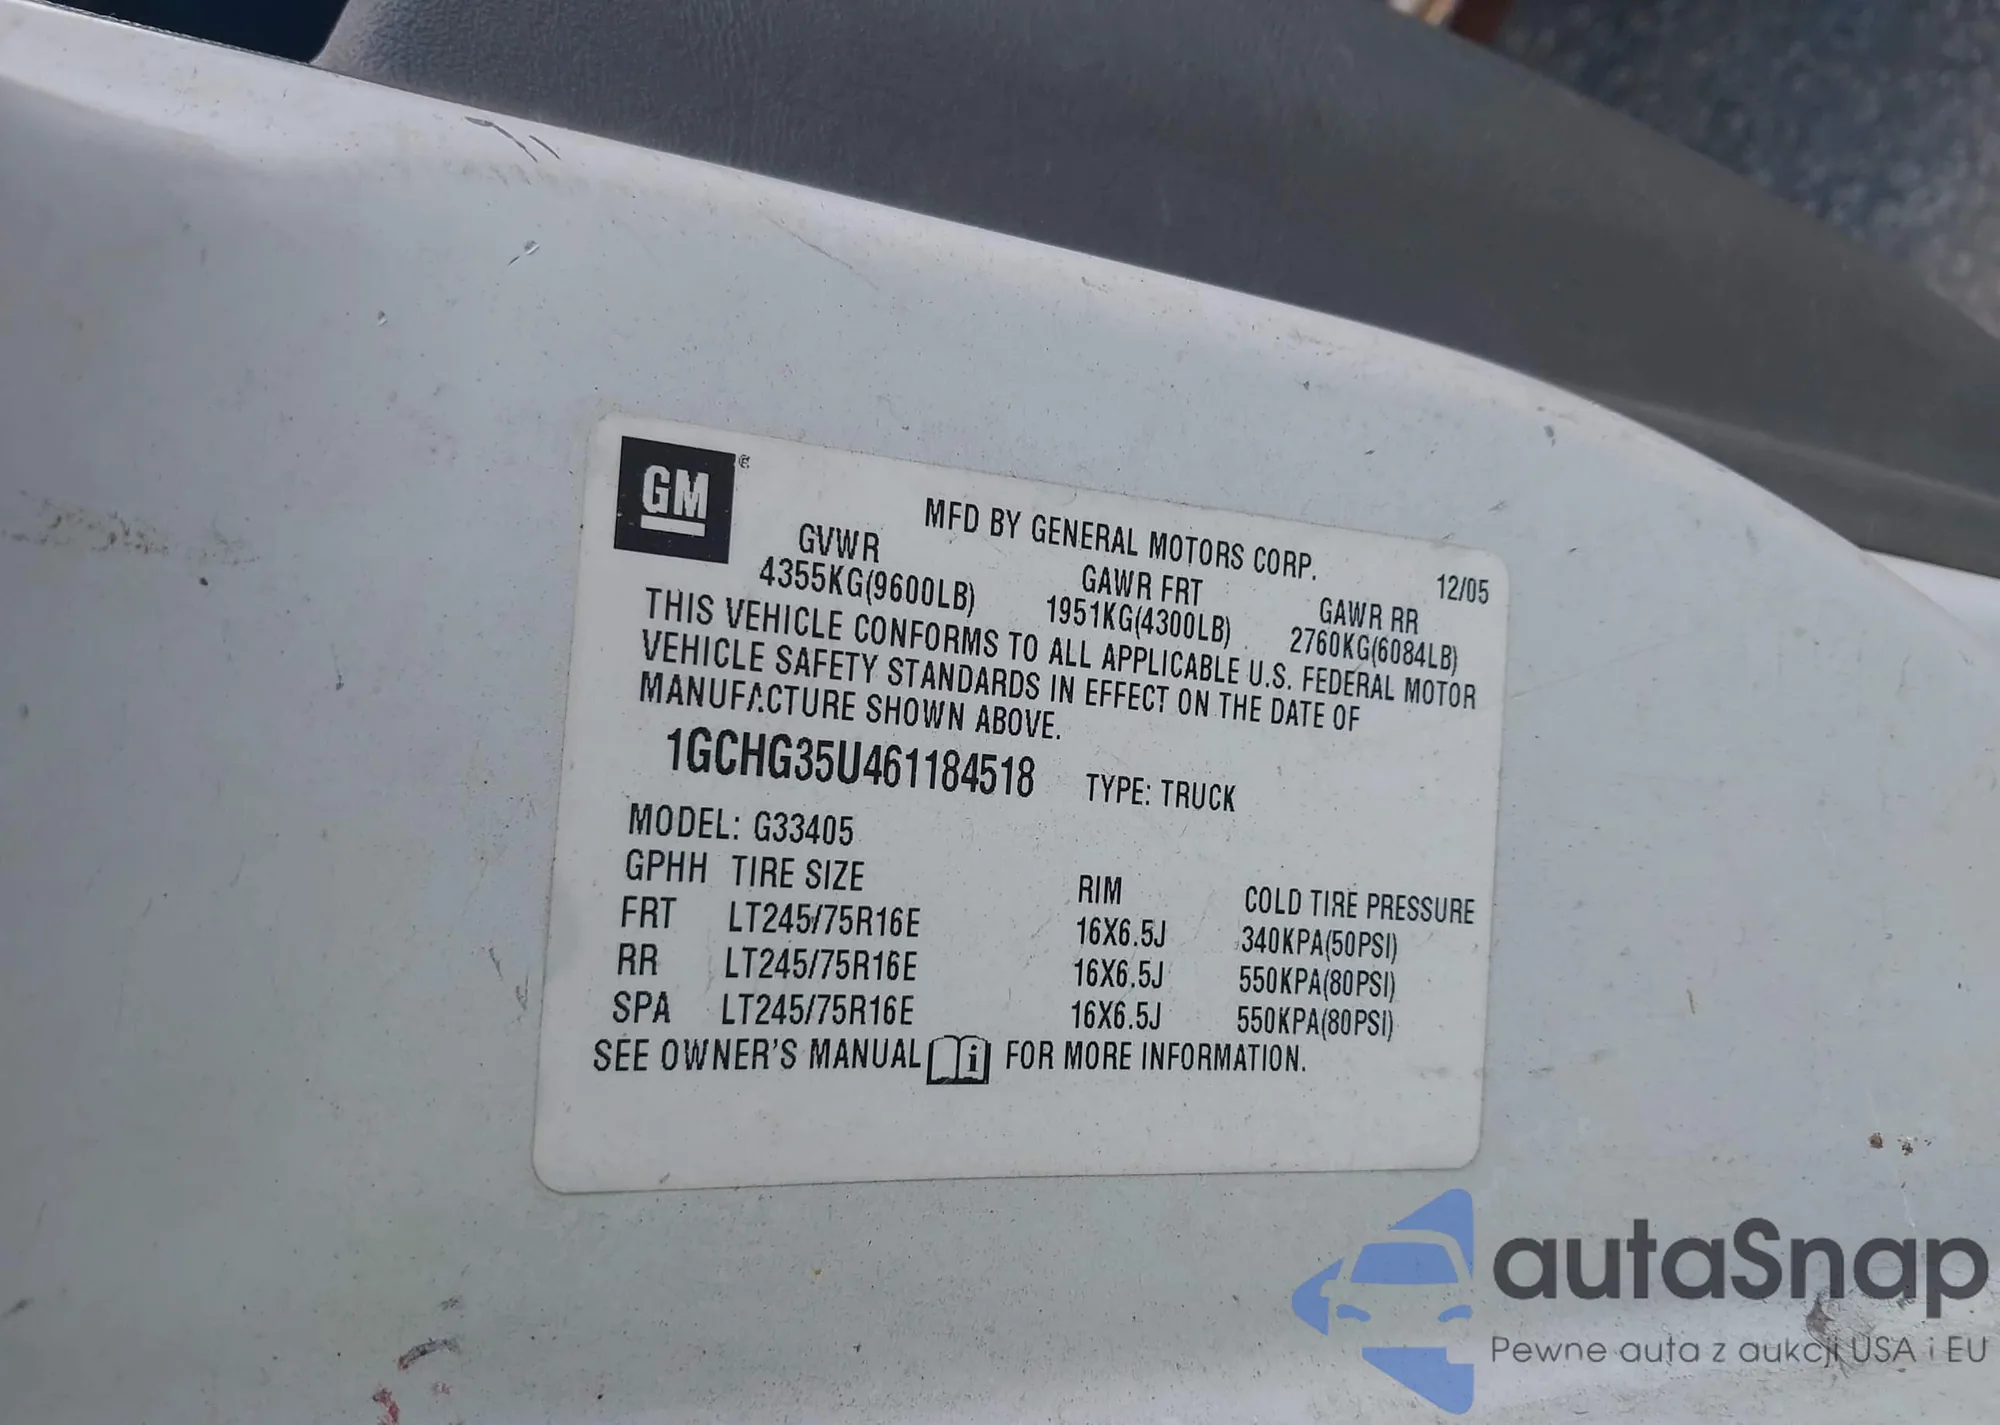 GM
MFD BY GENERAL MOTORS CORP. 12/05
GVWR GAWR FRT GAWR RR
4355KG(9600LB) 1951KG(4300LB) 2760KG(6084LB)
THIS VEHICLE CONFORMS TO ALL APPLICABLE U.S. FEDERAL MOTOR
VEHICLE SAFETY STANDARDS IN EFFECT ON THE DATE OF
MANUFACTURE SHOWN ABOVE.
1GCHG35U461184518 TYPE: TRUCK
MODEL: G33405
GPHH TIRE SIZE RIM COLD TIRE PRESSURE
FRT LT245/75R16E 16X6.5J 340KPA(50PSI)
RR LT245/75R16E 16X6.5J 550KPA(80PSI)
SPA LT245/75R16E 16X6.5J 550KPA(80PSI)
SEE OWNER'S MANUAL FOR MORE INFORMATION.
autaSnap
Pewne auta z aukcji USA i EU